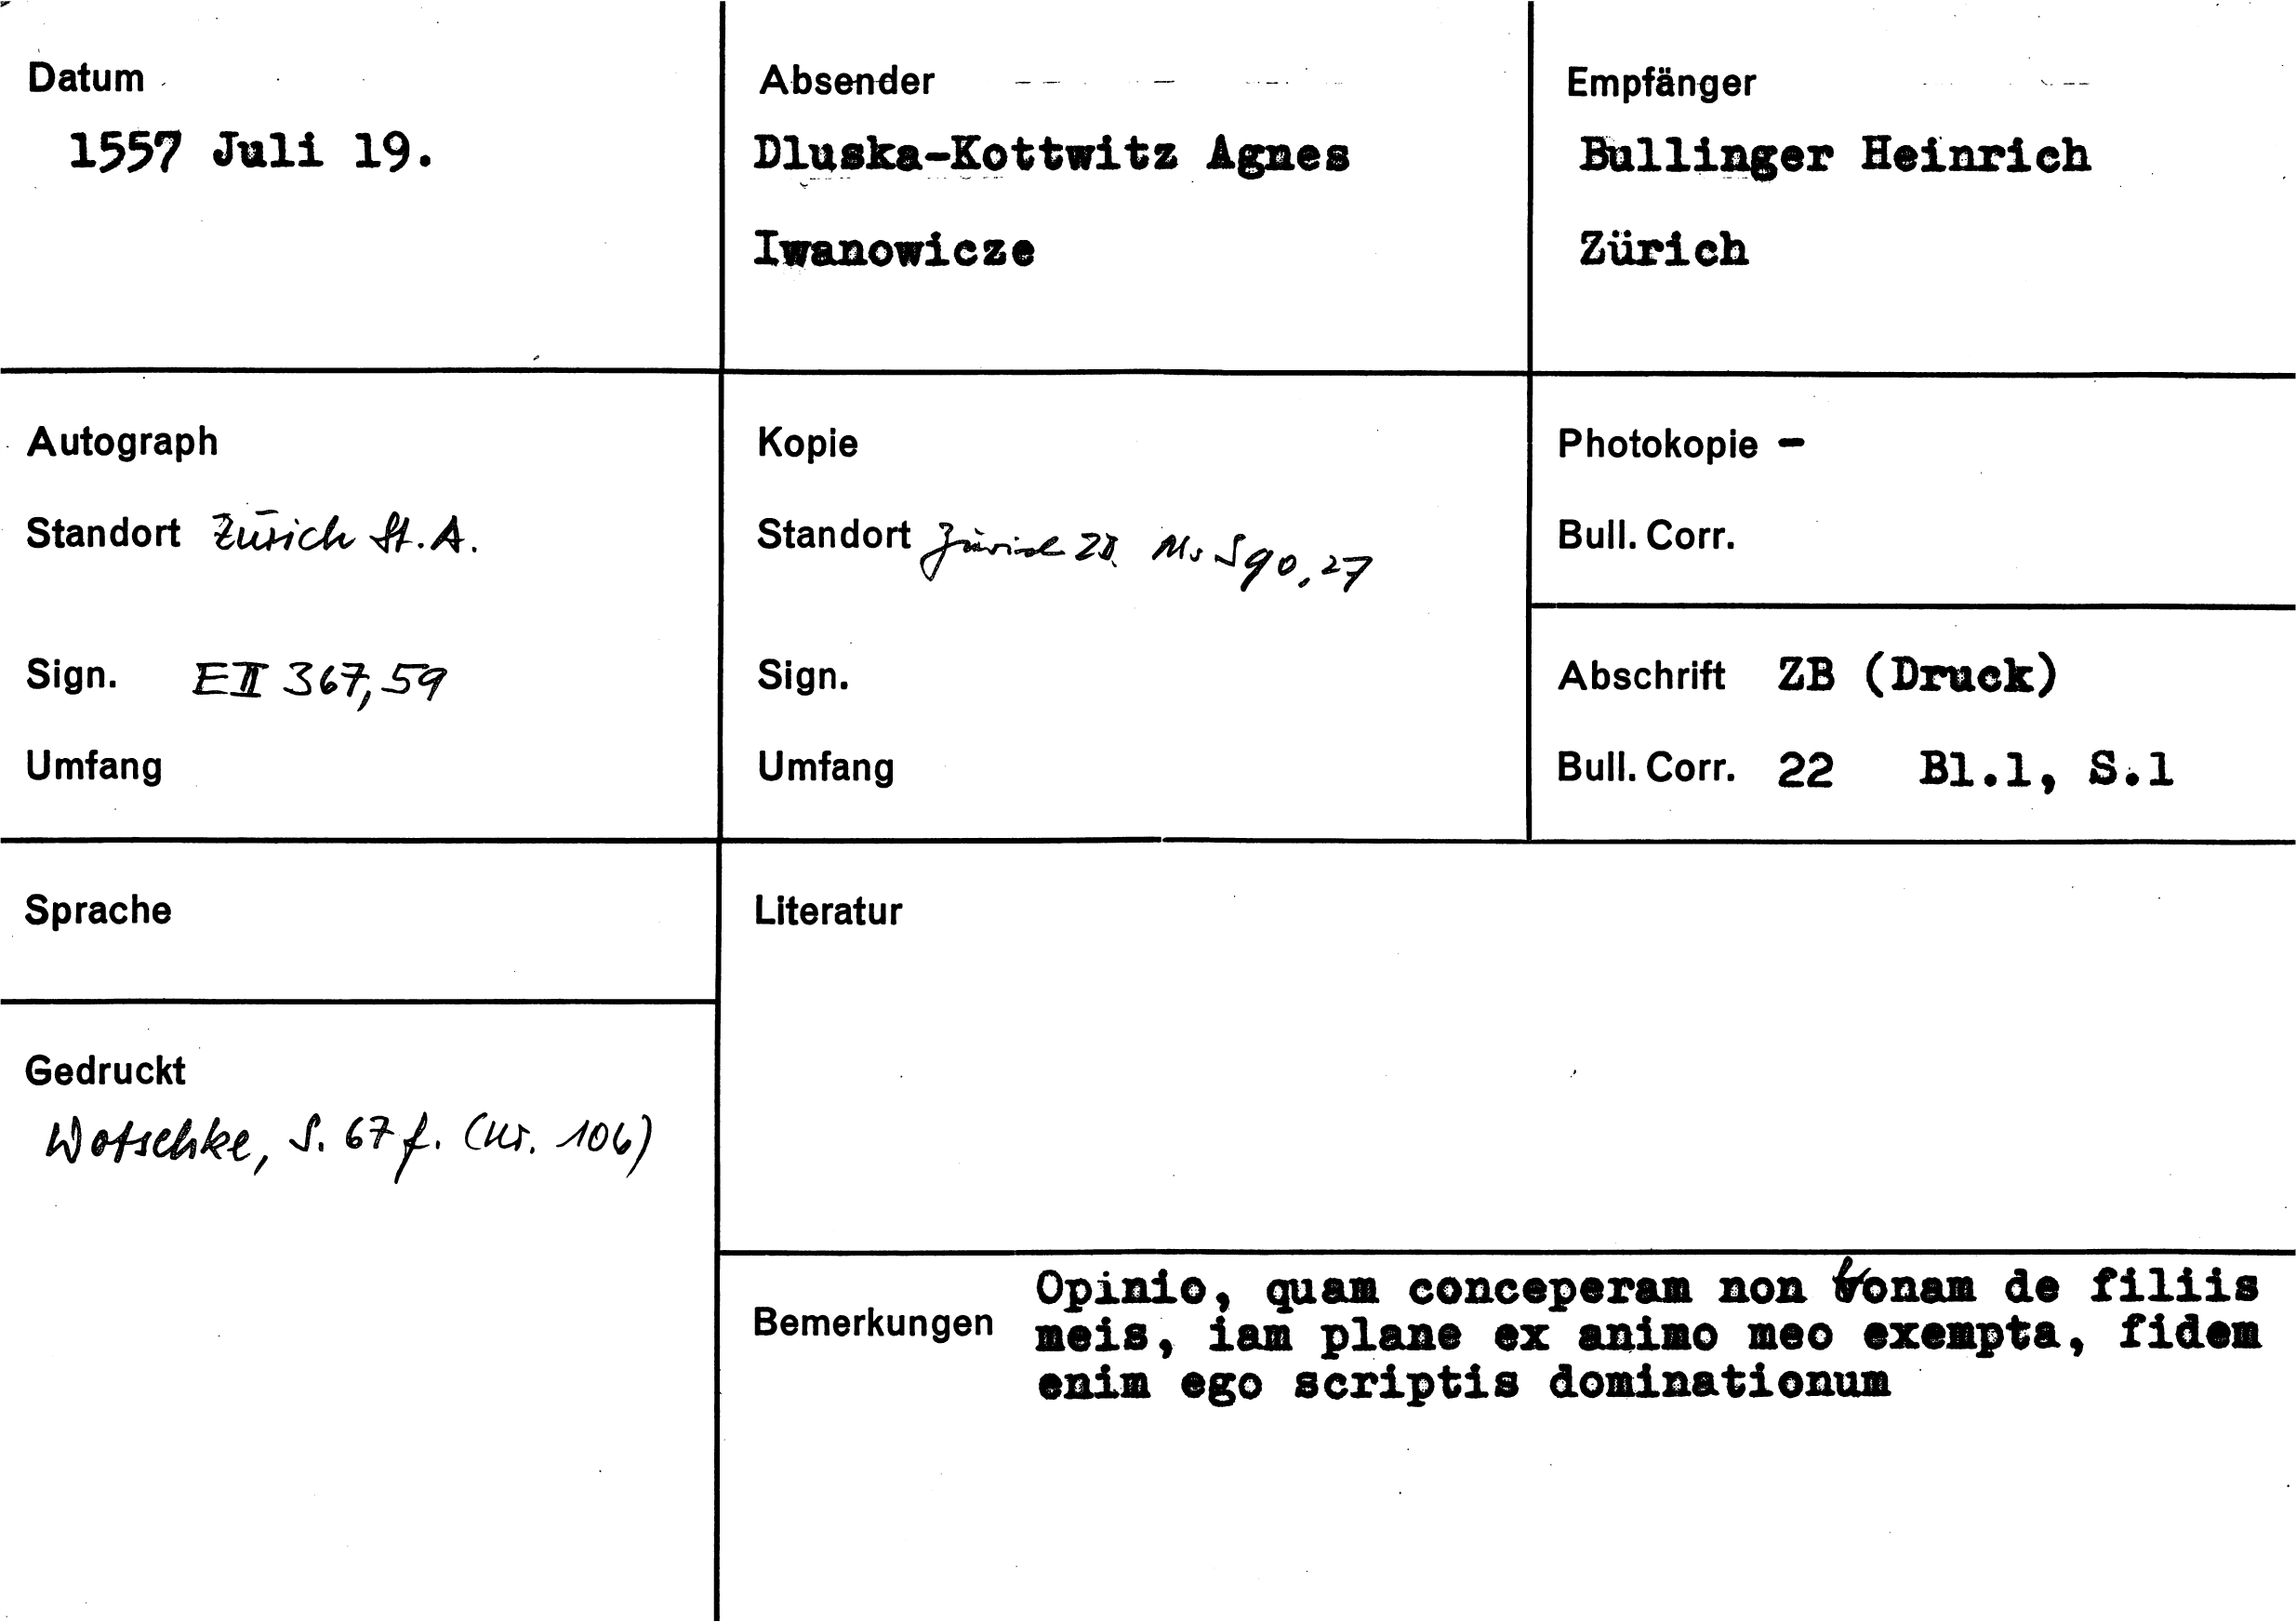 Datum
1557 Juli 19.
Absender
Dluska-Kottwitz Agnes
Iwanowicze
Empfänger
Bullinger Heinrich
Zürich
Autograph
Standort Zürich St.A.
Sign. EII 367,59
Umfang
Kopie
Standort Zürich ZB Ms S 90,27
Sign.
Umfang
Photokopie -
Bull. Corr.
Abschrift ZB (Druck)
Bull. Corr. 22 Bl.1, S.1
Sprache
Gedruckt
Wotschke, S. 67 f. (Nr. 106)
Literatur
Bemerkungen
Opinio, quam conceperam non bonam de filiis
meis, iam plane ex animo meo exempta, fidem
enim ego scriptis dominationum